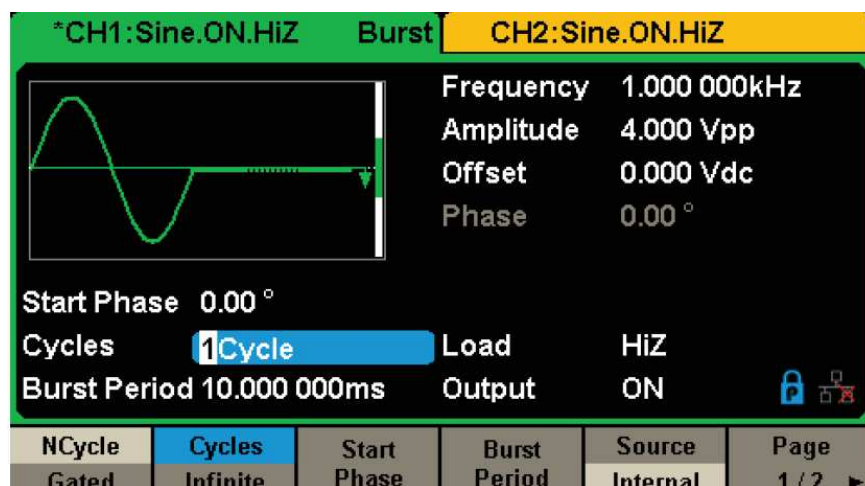 *CH1:Sine.ON.HiZ Burst CH2:Sine.ON.HiZ
Frequency 1.000 000kHz
Amplitude 4.000 Vpp
Offset 0.000 Vdc
Phase 0.00 °
Start Phase 0.00 °
Cycles 1Cycle Load HiZ
Burst Period 10.000 000ms Output ON P
NCycle Cycles Start Burst Source Page
Gated Infinite Phase Period Internal 1/2